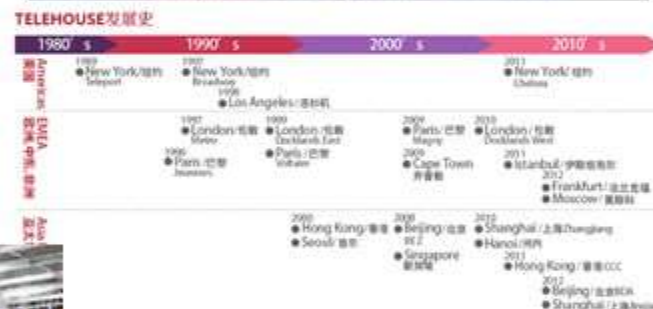 TELEHOUSE发展史
1980' s
1990' s
2000' s
2010' s
Americas
美国
1989
New York/纽约
Teleport
1997
New York/纽约
Broadway
1998
Los Angeles/洛杉矶
2011
New York/纽约
Chelsea
EMEA
欧洲, 中东, 非洲
1997
London/伦敦
Metro
1996
Paris/巴黎
Jeuneurs
1999
London/伦敦
Docklands East
Paris/巴黎
Voltaire
2009
Paris/巴黎
Magny
2009
Cape Town
开普敦
2010
London/伦敦
Docklands West
2011
Istanbul/伊斯坦布尔
2012
Frankfurt/法兰克福
Moscow/莫斯科
2000
Hong Kong/香港
Seoul/首尔
2008
Beijing/北京
Singapore
新加坡
2010
Shanghai/上海
Hanoi/河内
Hong Kong/香港CCC
2012
Beijing/北京BDA
Shanghai/上海